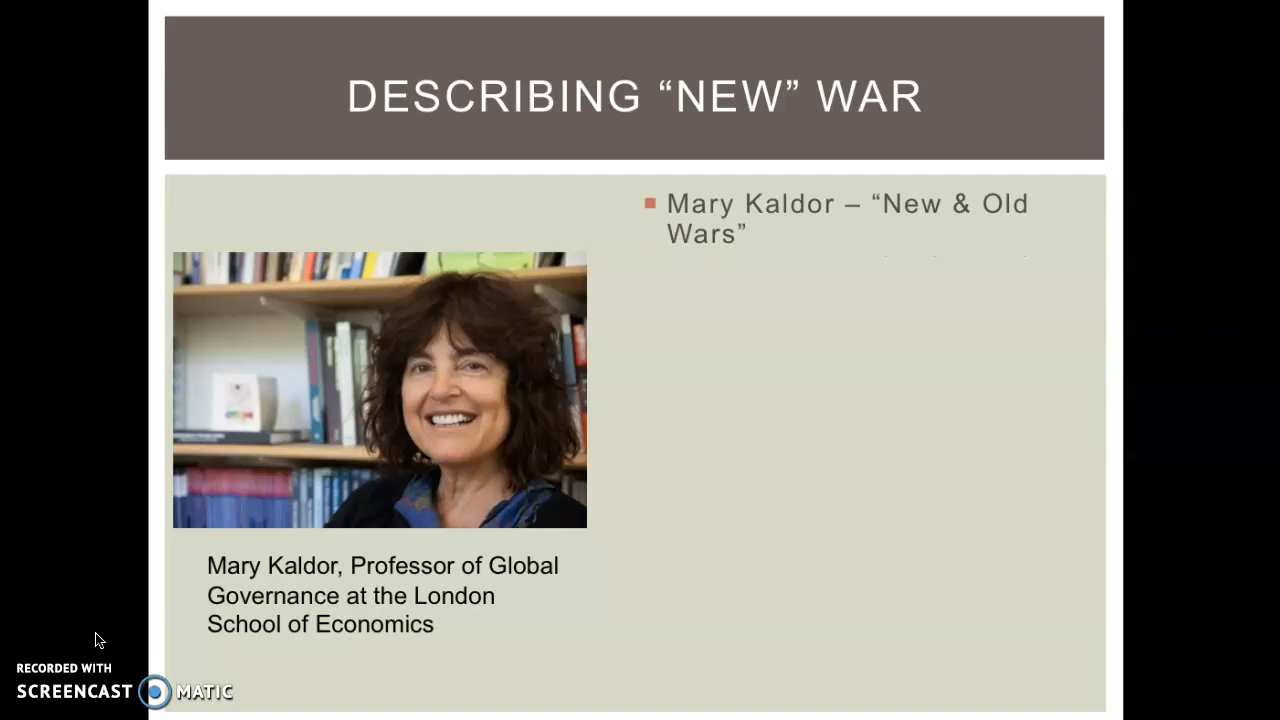 DESCRIBING “NEW” WAR
Mary Kaldor – “New & Old
Wars”
Mary Kaldor, Professor of Global
Governance at the London
School of Economics
RECORDED WITH
SCREENCAST MATIC